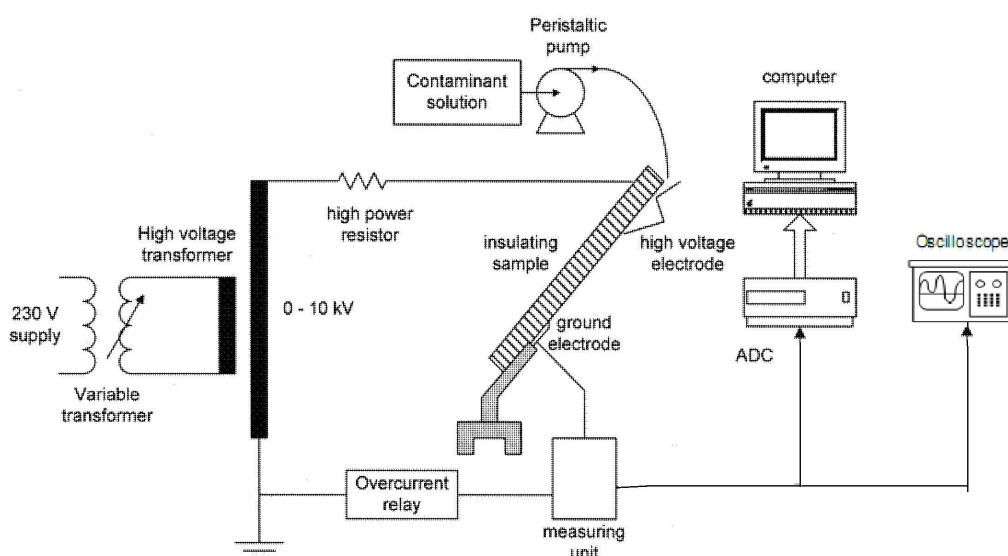 Peristaltic
pump
Contaminant
solution
computer
high power
resistor
High voltage
transformer
insulating
sample
high voltage
electrode
Oscilloscope
230 V
supply
0 - 10 kV
ground
electrode
ADC
Variable
transformer
Overcurrent
relay
measuring
unit